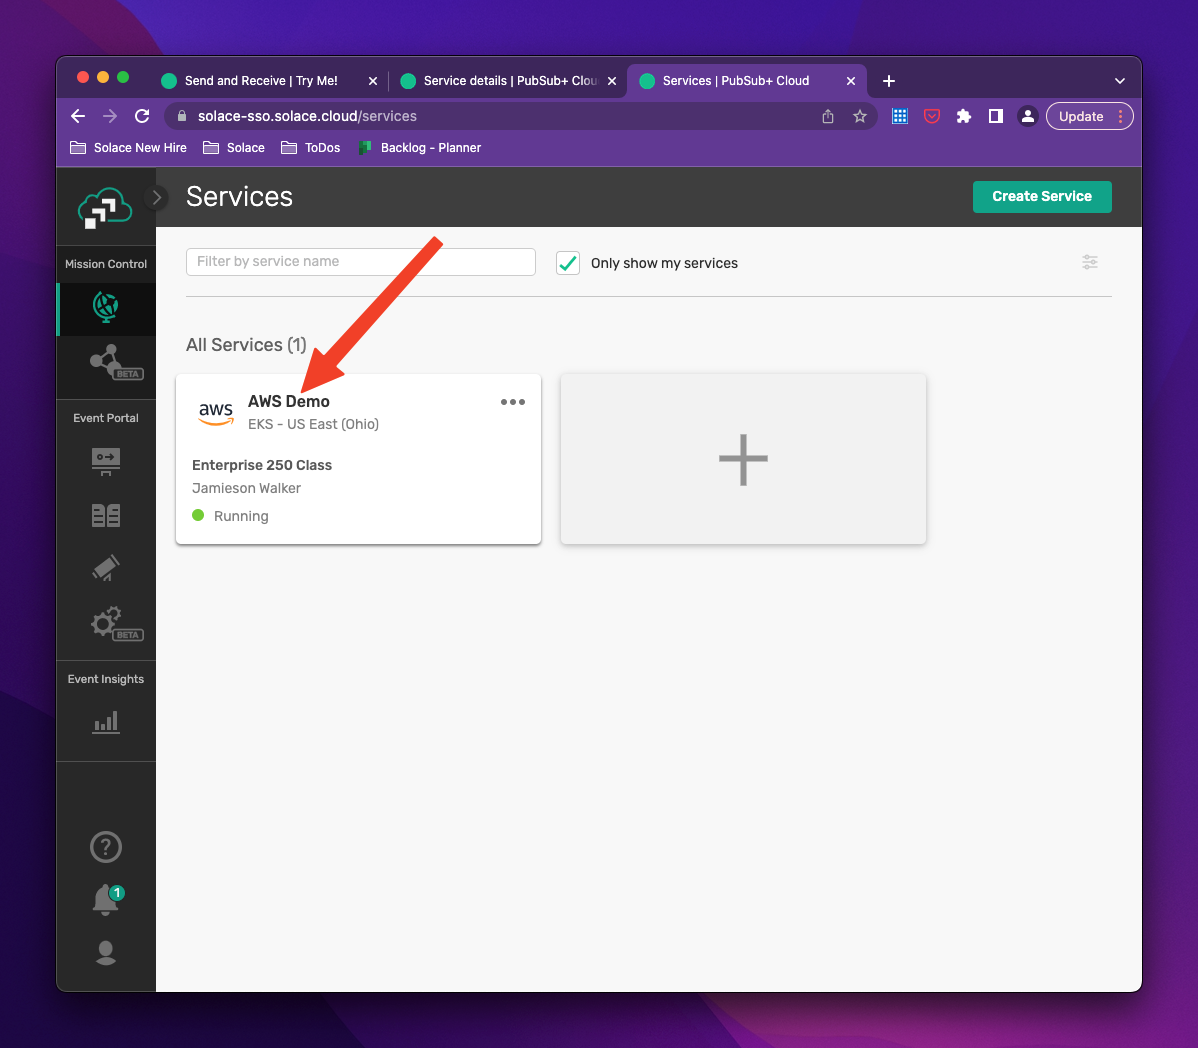 Send and Receive | Try Me!
Service details | PubSub+ Clou
Services | PubSub+ Cloud
solace-sso.solace.cloud/services
Update
Solace New Hire
Solace
ToDos
Backlog - Planner
Services
Create Service
Mission Control
BETA
Event Portal
BETA
Event Insights
?
1
Filter by service name
Only show my services
All Services (1)
aws
AWS Demo
EKS - US East (Ohio)
Enterprise 250 Class
Jamieson Walker
Running